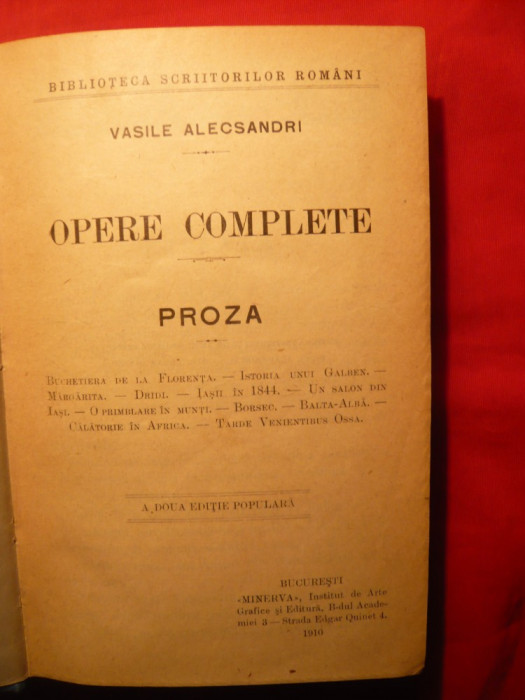 BIBLIOTECA SCRIITORILOR ROMÂNI
VASILE ALECSANDRI
OPERE COMPLETE
PROZA
BUCHETIERA DE LA FLORENȚA. — ISTORIA UNUI GALBEN. —
MĂRGĂRITA. — DRIDI. — IAȘII ÎN 1844. — UN SALON DIN
IAȘI. — O PRIMBLARE ÎN MUNȚI. — BORSEC. — BALTA-ALBĂ. —
CĂLĂTORIE ÎN AFRICA. — TARDE VENIENTIBUS OSSA.
A DOUA EDIȚIE POPULARĂ
BUCUREȘTI
«MINERVA», Institut de Arte
Grafice și Editură, B-dul Acade-
miei 3 — Strada Edgar Quinet 4.
1910